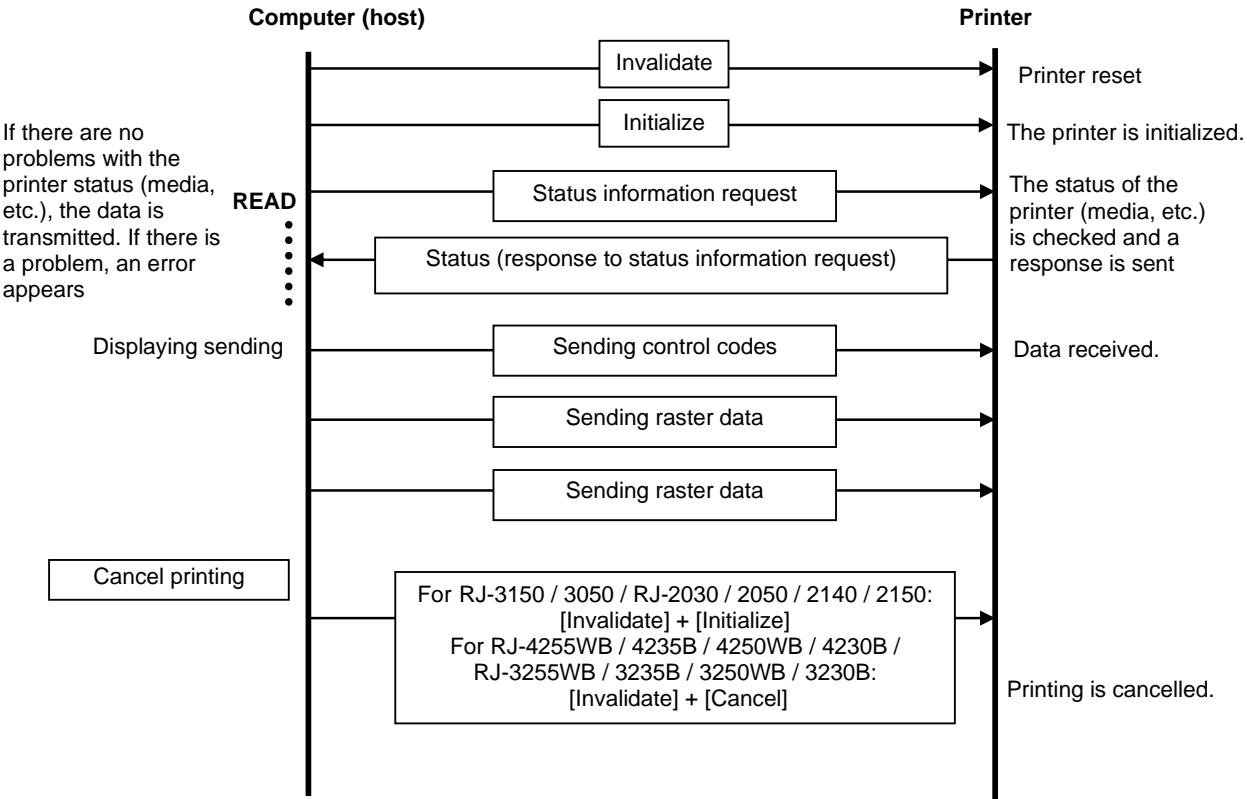 Computer (host)
Printer
Invalidate
Printer reset
Initialize
The printer is initialized.
If there are no
problems with the
printer status (media,
etc.), the data is
transmitted. If there is
a problem, an error
appears
READ
Status information request
The status of the
printer (media, etc.)
is checked and a
response is sent
Status (response to status information request)
Displaying sending
Sending control codes
Data received.
Sending raster data
Sending raster data
Cancel printing
For RJ-3150 / 3050 / RJ-2030 / 2050 / 2140 / 2150:
[Invalidate] + [Initialize]
For RJ-4255WB / 4235B / 4250WB / 4230B /
RJ-3255WB / 3235B / 3250WB / 3230B:
[Invalidate] + [Cancel]
Printing is cancelled.